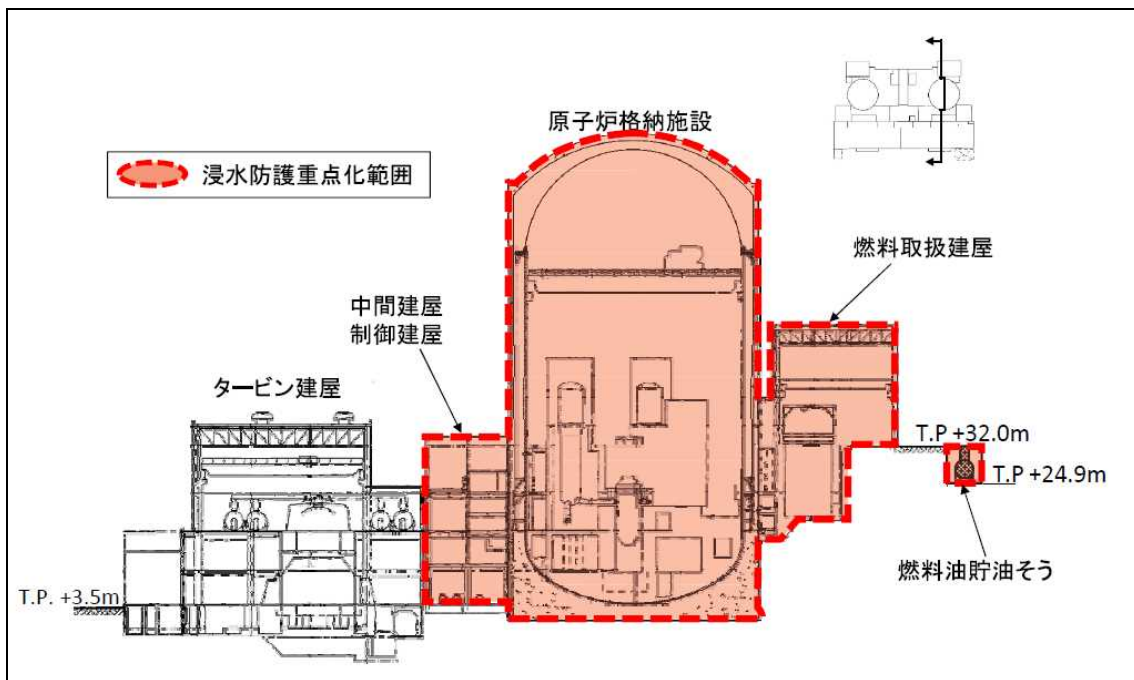 原子炉格納施設
浸水防護重点化範囲
燃料取扱建屋
中間建屋
制御建屋
タービン建屋
T.P +32.0m
T.P +24.9m
燃料油貯油そう
T.P. +3.5m